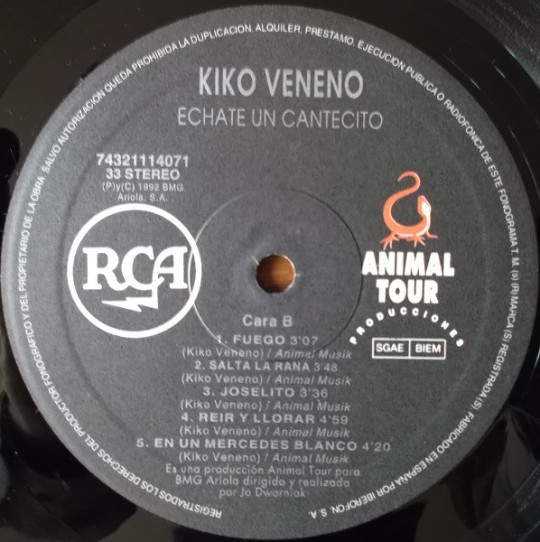 KIKO VENENO
ECHATE UN CANTECITO
74321114071
33 STEREO
(P)y(C) 1992 BMG
Ariola, S.A.
RCA
ANIMAL
TOUR
PRODUCCIONES
SGAE BIEM
Cara B
1. FUEGO 3'07
(Kiko Veneno) / Animal Musik
2. SALTA LA RANA 3'48
(Kiko Veneno) / Animal Musik
3. JOSELITO 3'36
(Kiko Veneno) / Animal Musik
4. REIR Y LLORAR 4'59
(Kiko Veneno) / Animal Musik
5. EN UN MERCEDES BLANCO 4'20
(Kiko Veneno) / Animal Musik
Es una producción Animal Tour para
BMG Ariola dirigida y realizada
por Jo Dworniak
REGISTRADOS LOS DERECHOS DEL PRODUCTOR FONOGRAFICO Y DEL PROPIETARIO DE LA OBRA. SALVO AUTORIZACION QUEDA PROHIBIDA LA DUPLICACION, ALQUILER, PRESTAMO, EJECUCION PUBLICA O RADIOFONICA DE ESTE FONOGRAMA T. M. (s) (R) MARCA (S) REGISTRADA (S) FABRICADO EN ESPAÑA POR IBEROFON, S. A.